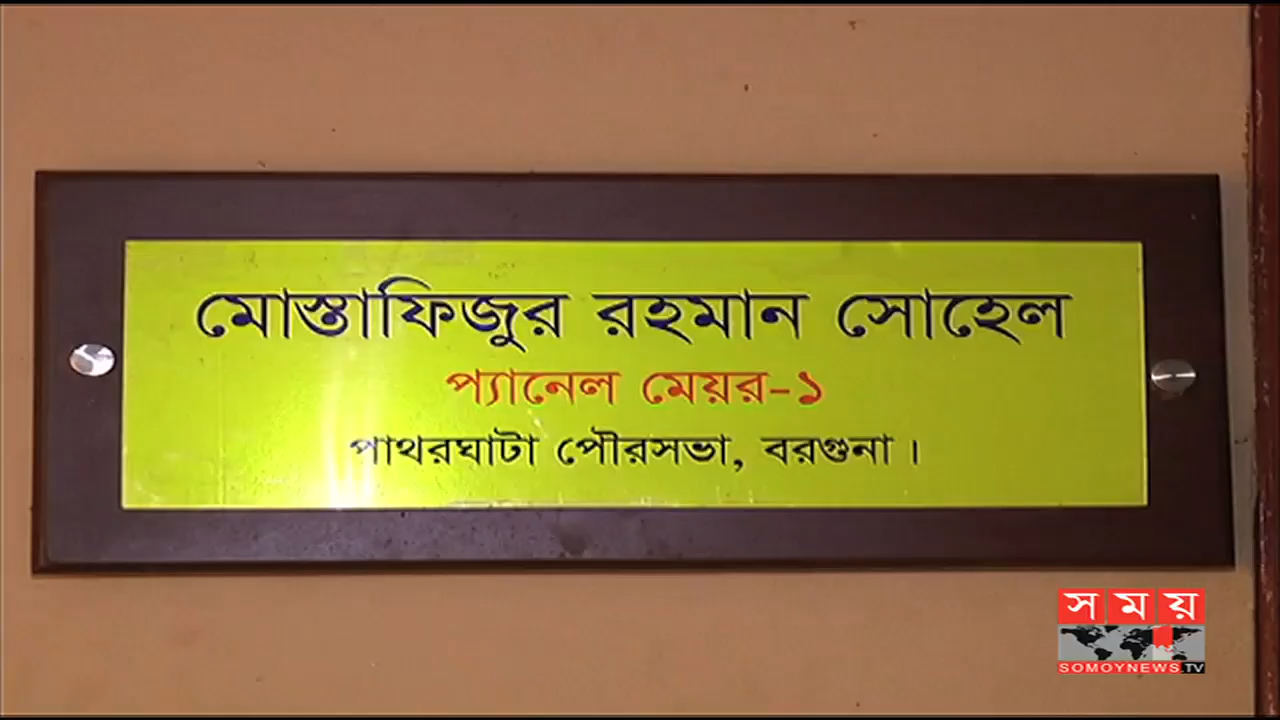 মোস্তাফিজুর রহমান সোহেল
প্যানেল মেয়র-১
পাথরঘাটা পৌরসভা, বরগুনা।
সময়
SOMOYNEWS.TV